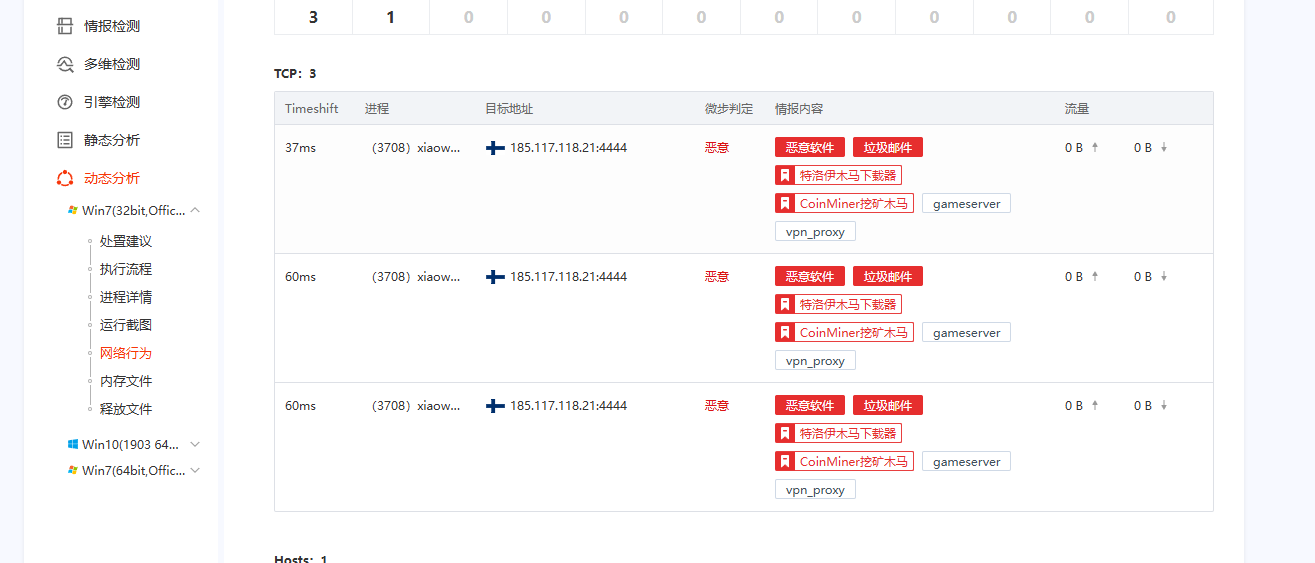 情报检测
多维检测
引擎检测
静态分析
动态分析
Win7(32bit,Offic...
处置建议
执行流程
进程详情
运行截图
网络行为
内存文件
释放文件
Win10(1903 64...
Win7(64bit,Offic...
3 1 0 0 0 0 0 0 0 0 0 0
TCP：3
Timeshift 进程 目标地址 微步判定 情报内容 流量
37ms （3708）xiaow... 185.117.118.21:4444 恶意 恶意软件 垃圾邮件 0 B 0 B
特洛伊木马下载器
CoinMiner挖矿木马 gameserver
vpn_proxy
60ms （3708）xiaow... 185.117.118.21:4444 恶意 恶意软件 垃圾邮件 0 B 0 B
特洛伊木马下载器
CoinMiner挖矿木马 gameserver
vpn_proxy
60ms （3708）xiaow... 185.117.118.21:4444 恶意 恶意软件 垃圾邮件 0 B 0 B
特洛伊木马下载器
CoinMiner挖矿木马 gameserver
vpn_proxy
Hosts：1